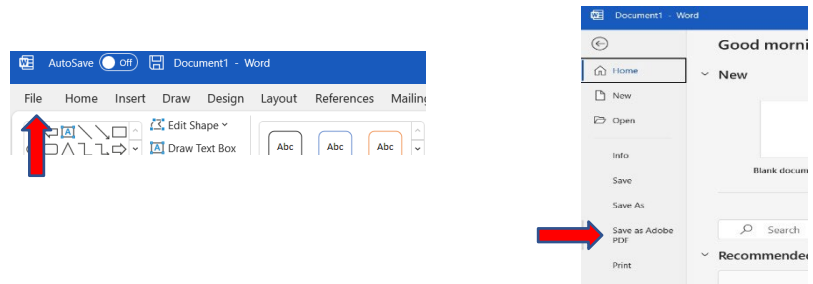 AutoSave Off Document1 - Word
File Home Insert Draw Design Layout References Mailing
Edit Shape
Draw Text Box
Abc Abc Abc
Document1 - Word
Good morni
Home
New
New
Open
Info
Blank docum
Save
Save As
Save as Adobe
PDF
Search
Recommended
Print